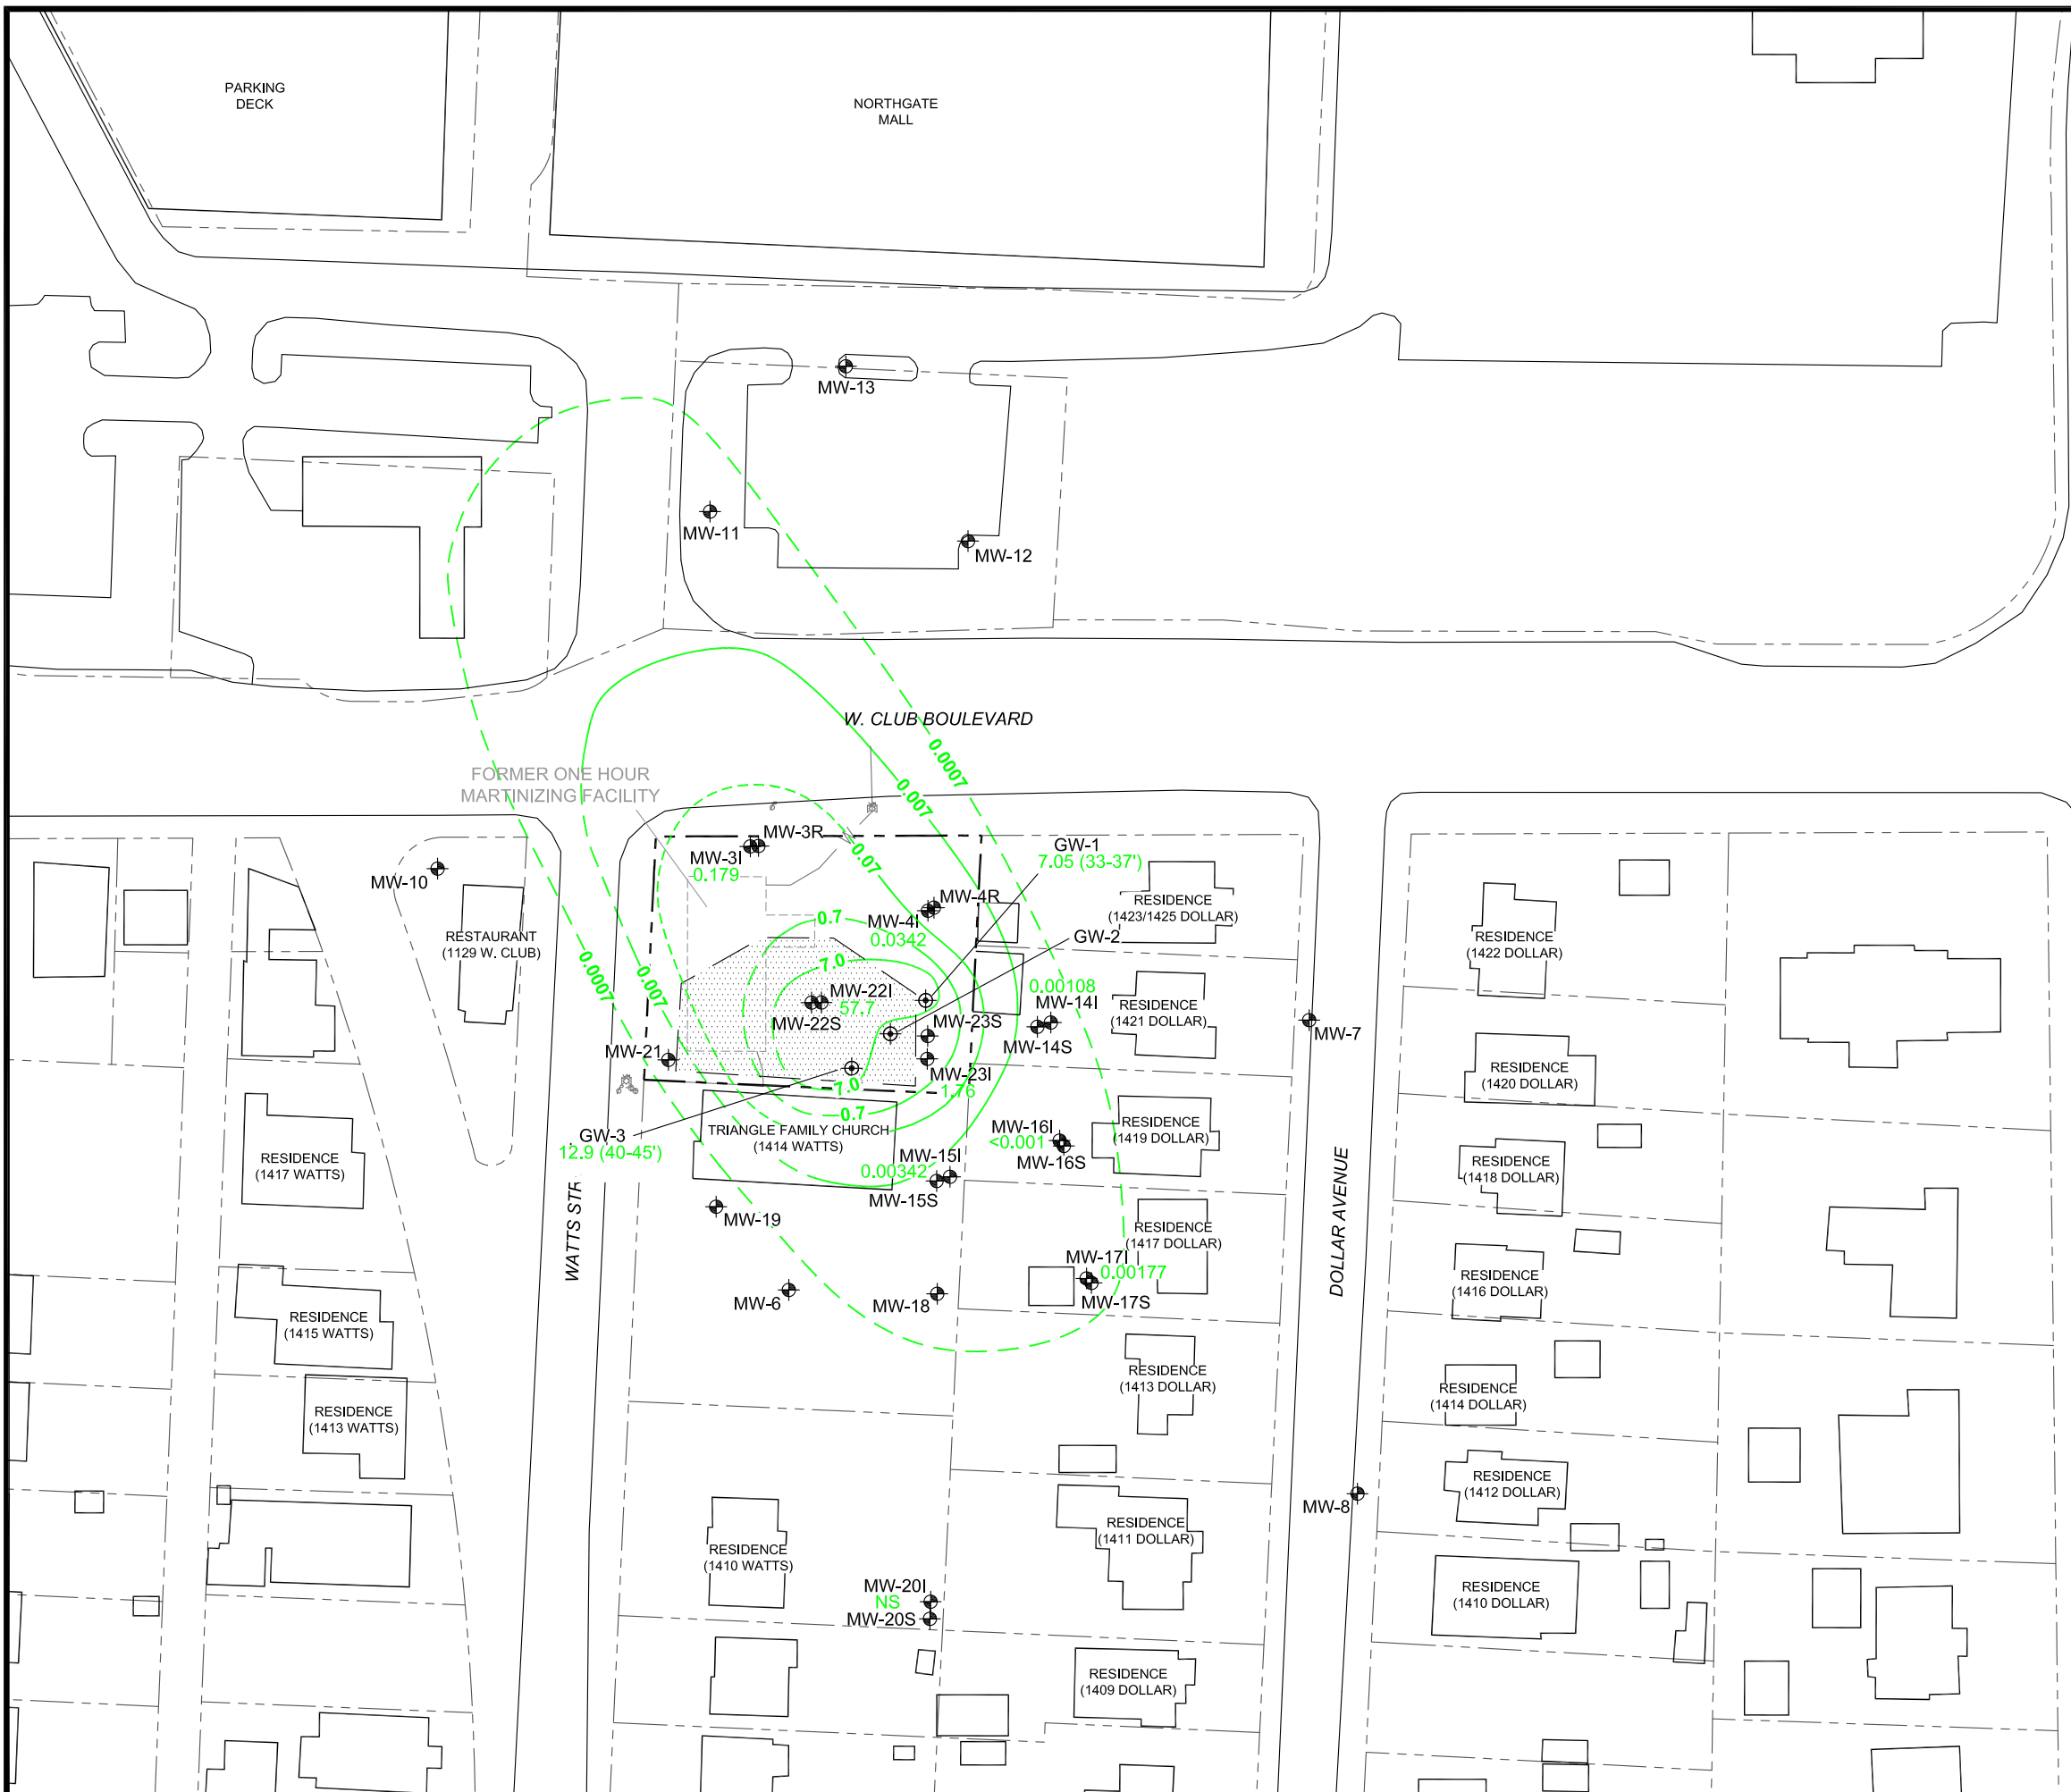 PARKING
DECK
NORTHGATE
MALL
MW-13
MW-11
MW-12
W. CLUB BOULEVARD
0.0007
0.007
FORMER ONE HOUR
MARTINIZING FACILITY
MW-3R
MW-3I
0.179
0.07
GW-1
7.05 (33-37')
MW-10
MW-4R
MW-4I
0.0342
RESIDENCE
(1423/1425 DOLLAR)
0.7
GW-2
RESTAURANT
(1129 W. CLUB)
RESIDENCE
(1422 DOLLAR)
7.0
0.0007
0.007
0.00108
MW-14I
MW-22I
57.7
MW-22S
MW-23S
MW-14S
RESIDENCE
(1421 DOLLAR)
MW-7
MW-21
MW-23I
1.76
7.0
0.7
RESIDENCE
(1420 DOLLAR)
GW-3
12.9 (40-45')
TRIANGLE FAMILY CHURCH
(1414 WATTS)
MW-16I
<0.001
MW-16S
RESIDENCE
(1419 DOLLAR)
MW-15I
0.00342
MW-15S
RESIDENCE
(1417 WATTS)
RESIDENCE
(1418 DOLLAR)
WATTS STR
DOLLAR AVENUE
MW-19
RESIDENCE
(1417 DOLLAR)
MW-17I
0.00177
MW-17S
MW-6
MW-18
RESIDENCE
(1416 DOLLAR)
RESIDENCE
(1415 WATTS)
RESIDENCE
(1413 DOLLAR)
RESIDENCE
(1414 DOLLAR)
RESIDENCE
(1413 WATTS)
RESIDENCE
(1412 DOLLAR)
MW-8
RESIDENCE
(1411 DOLLAR)
RESIDENCE
(1410 WATTS)
MW-20I
NS
MW-20S
RESIDENCE
(1410 DOLLAR)
RESIDENCE
(1409 DOLLAR)